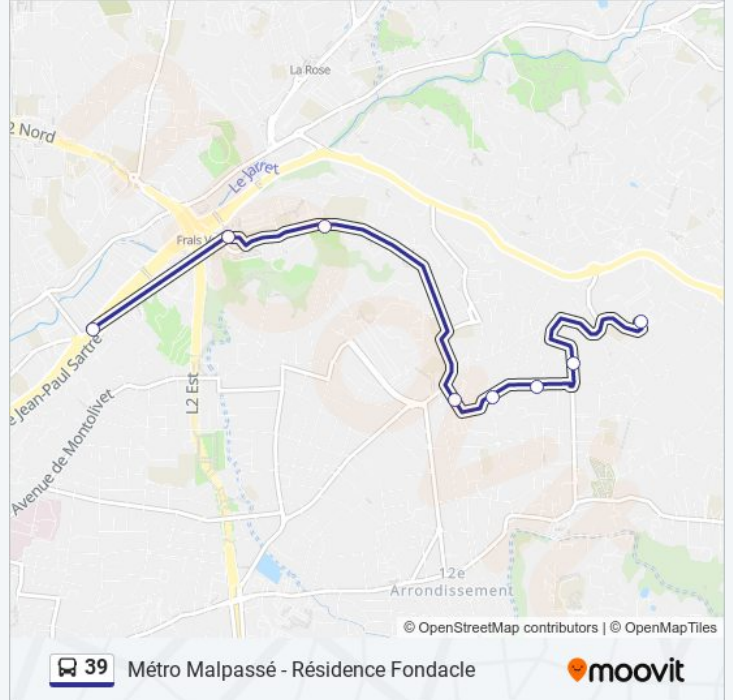 La Rose
2 Nord
Le Jarret
Frais V
e Jean-Paul Sartre
L2 Est
Avenue de Montolivet
12e
Arrondissement
© OpenStreetMap contributors | © OpenMapTiles
39 Métro Malpassé - Résidence Fondacle
moovit